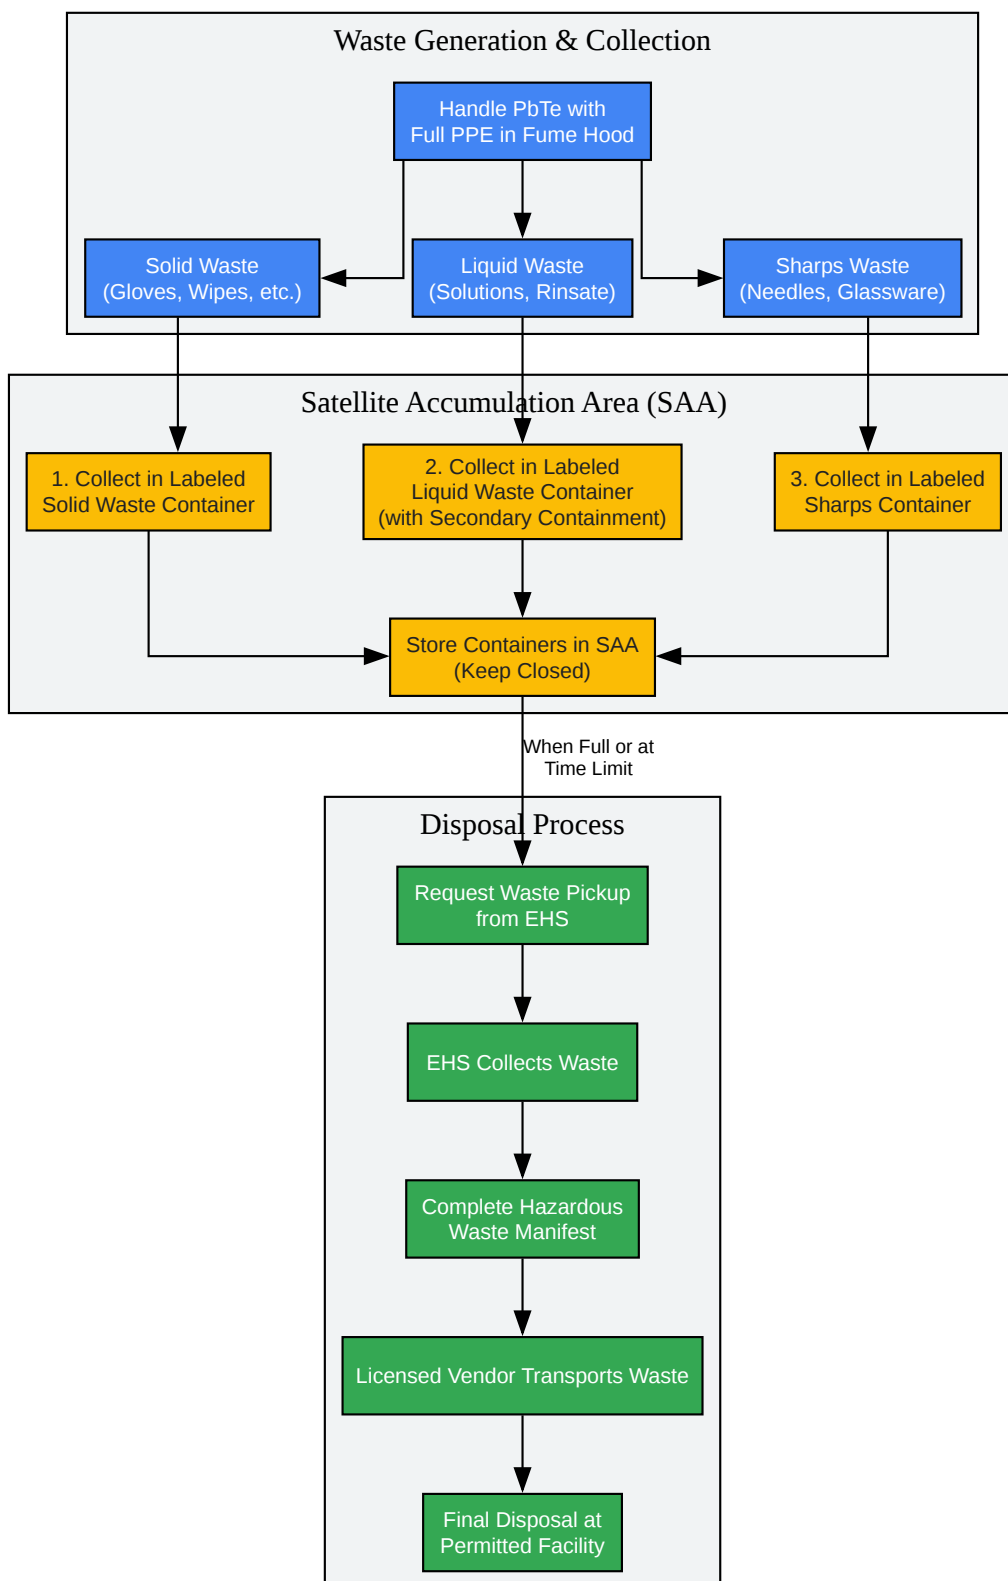 Waste Generation & Collection
Handle PbTe with
Full PPE in Fume Hood
Solid Waste
(Gloves, Wipes, etc.)
Liquid Waste
(Solutions, Rinsate)
Sharps Waste
(Needles, Glassware)
Satellite Accumulation Area (SAA)
1. Collect in Labeled
Solid Waste Container
2. Collect in Labeled
Liquid Waste Container
(with Secondary Containment)
3. Collect in Labeled
Sharps Container
Store Containers in SAA
(Keep Closed)
When Full or at
Time Limit
Disposal Process
Request Waste Pickup
from EHS
EHS Collects Waste
Complete Hazardous
Waste Manifest
Licensed Vendor Transports Waste
Final Disposal at
Permitted Facility